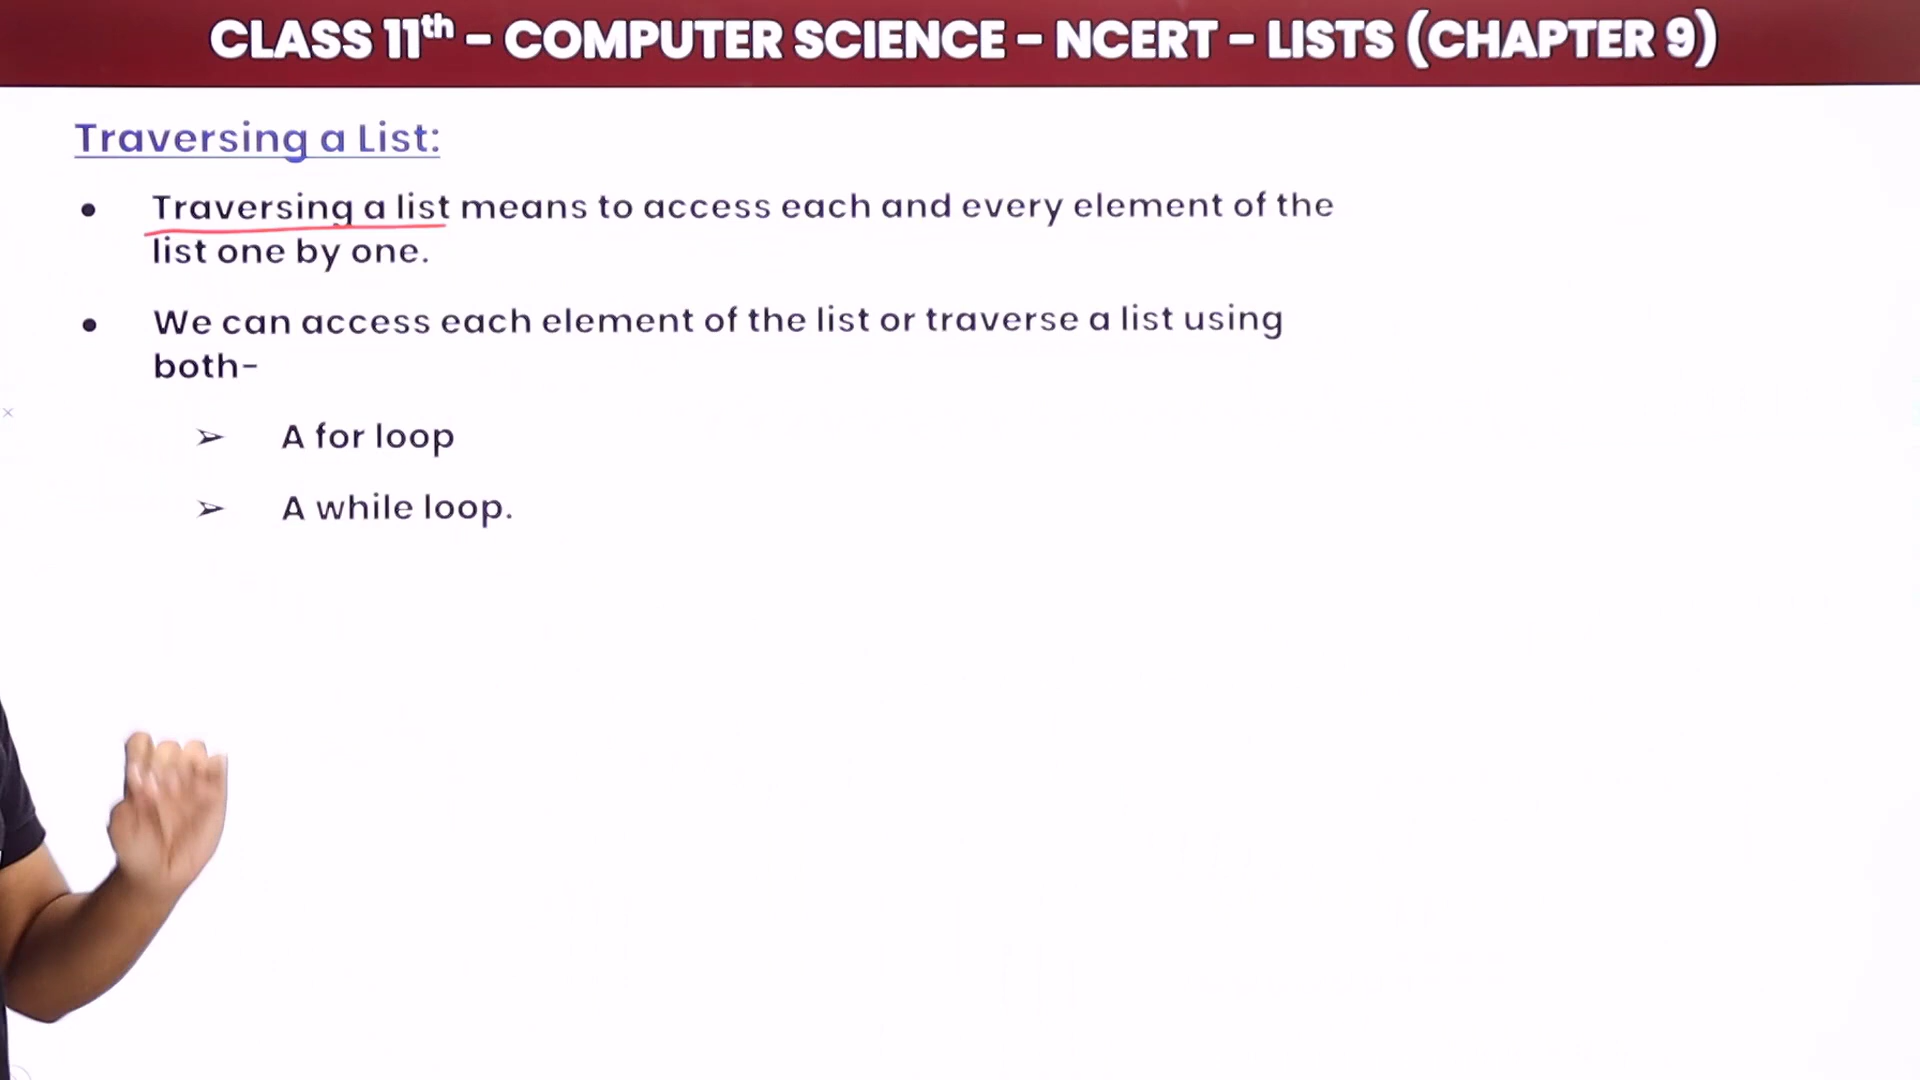 CLASS 11th - COMPUTER SCIENCE - NCERT - LISTS (CHAPTER 9)
Traversing a List:
• Traversing a list means to access each and every element of the
list one by one.
• We can access each element of the list or traverse a list using
both-
➢ A for loop
➢ A while loop.